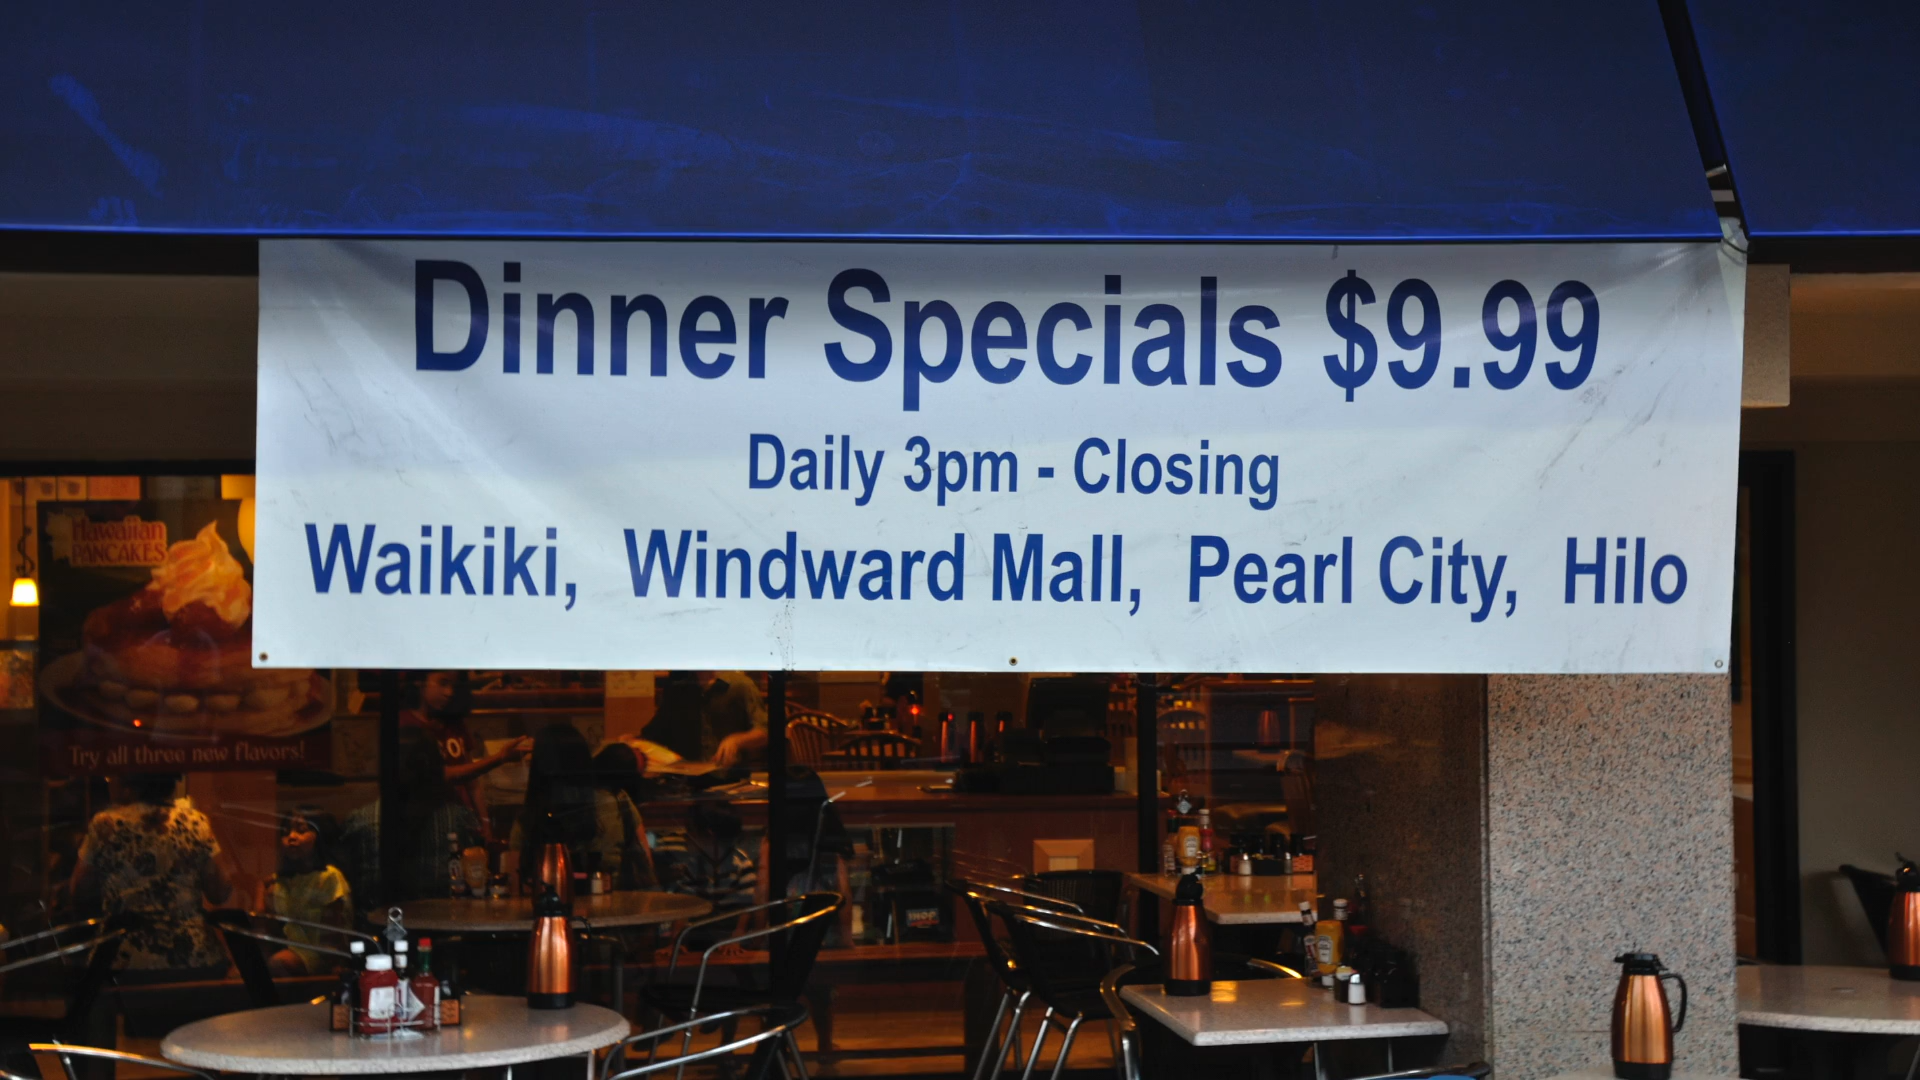 Dinner Specials $9.99
Daily 3pm - Closing
Waikiki, Windward Mall, Pearl City, Hilo
Hawaiian
PANCAKES
Try all three new flavors!
IHOP